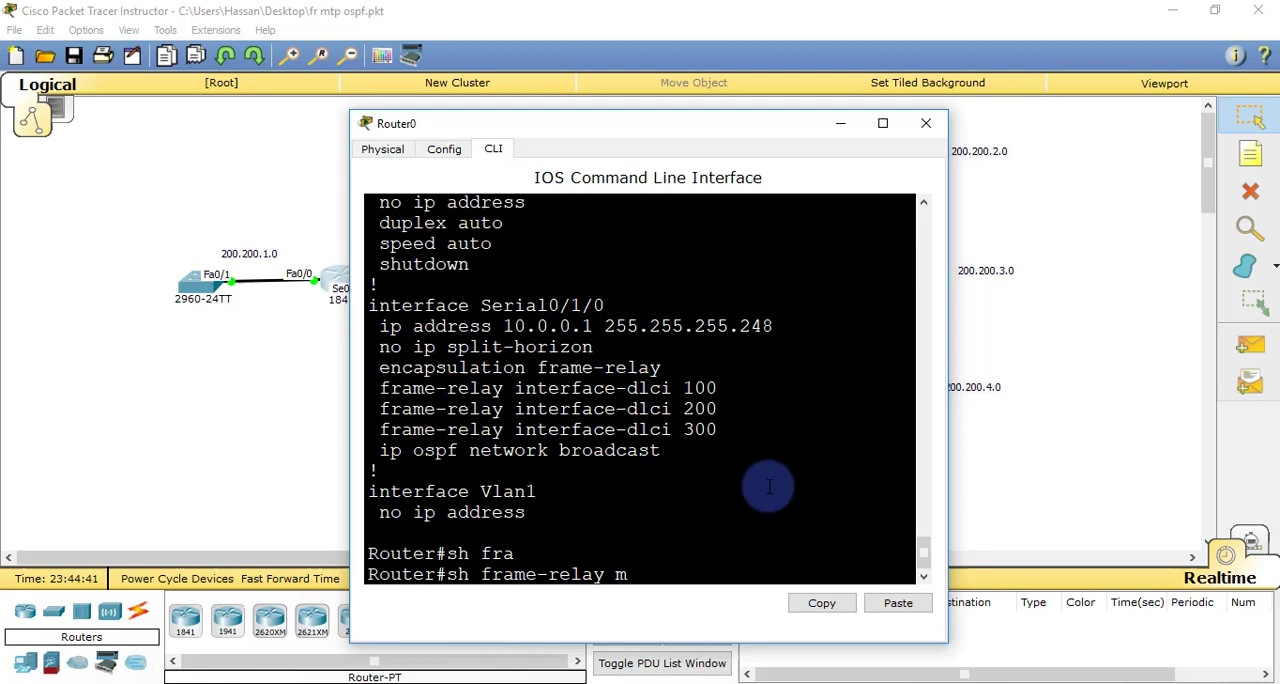 Cisco Packet Tracer Instructor - C:\Users\Hassan\Desktop\fr mtp ospf.pkt
File Edit Options View Tools Extensions Help
Logical [Root] New Cluster Move Object Set Tiled Background Viewport
Router0
Physical Config CLI
IOS Command Line Interface
no ip address
duplex auto
speed auto
shutdown
!
interface Serial0/1/0
ip address 10.0.0.1 255.255.255.248
no ip split-horizon
encapsulation frame-relay
frame-relay interface-dlci 100
frame-relay interface-dlci 200
frame-relay interface-dlci 300
ip ospf network broadcast
!
interface Vlan1
no ip address
Router#sh fra
Router#sh frame-relay m
Copy Paste
200.200.1.0
Fa0/1 Fa0/0
Se0
2960-24TT 184
200.200.2.0
200.200.3.0
200.200.4.0
Time: 23:44:41 Power Cycle Devices Fast Forward Time
Realtime
Routers
1841 1941 2620XM 2621XM 2
Router-PT
Toggle PDU List Window
stination Type Color Time(sec) Periodic Num